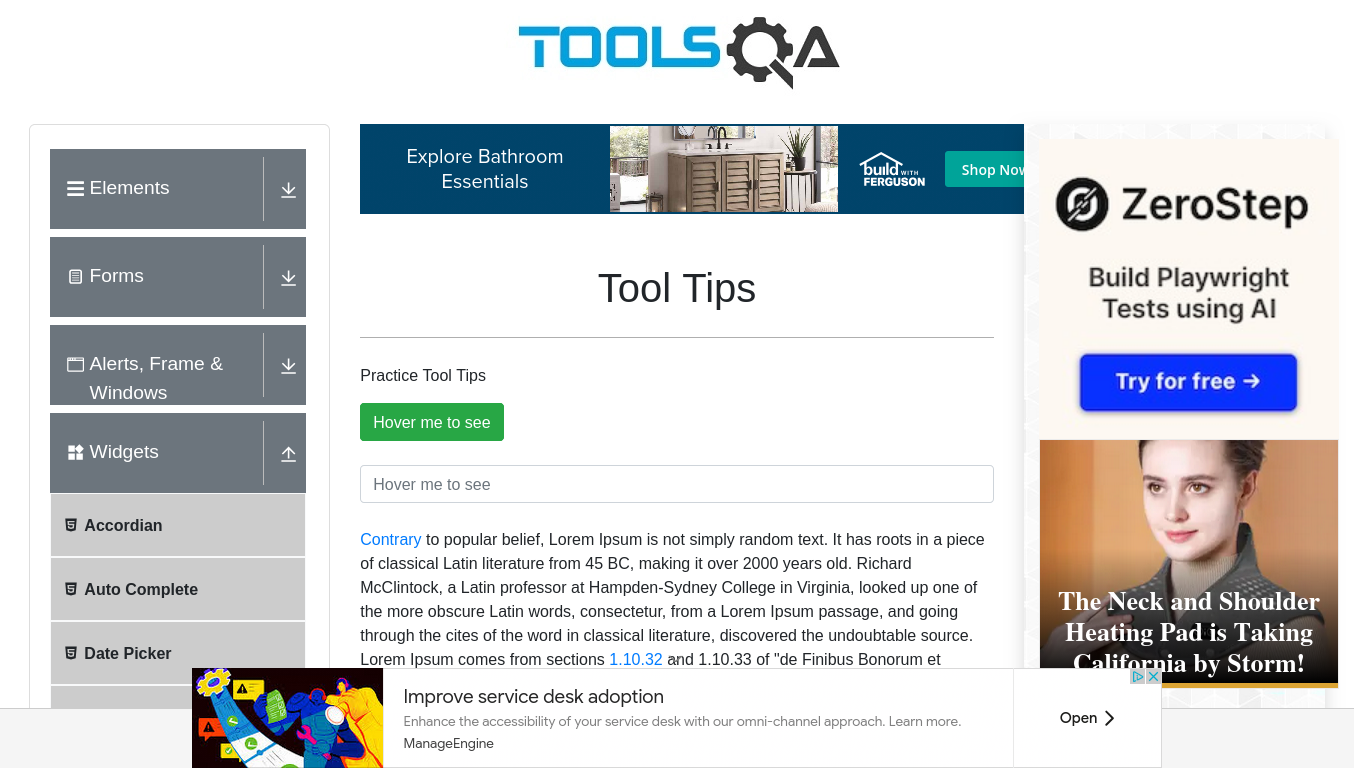 TOOLSQA
Elements
Forms
Alerts, Frame &
Windows
Widgets
Accordian
Auto Complete
Date Picker
Explore Bathroom
Essentials
build WITH
FERGUSON
Shop Now
Tool Tips
Practice Tool Tips
Hover me to see
Hover me to see
Contrary to popular belief, Lorem Ipsum is not simply random text. It has roots in a piece
of classical Latin literature from 45 BC, making it over 2000 years old. Richard
McClintock, a Latin professor at Hampden-Sydney College in Virginia, looked up one of
the more obscure Latin words, consectetur, from a Lorem Ipsum passage, and going
through the cites of the word in classical literature, discovered the undoubtable source.
Lorem Ipsum comes from sections 1.10.32 and 1.10.33 of "de Finibus Bonorum et
ZeroStep
Build Playwright
Tests using AI
Try for free →
The Neck and Shoulder
Heating Pad is Taking
California by Storm!
Improve service desk adoption
Enhance the accessibility of your service desk with our omni-channel approach. Learn more.
ManageEngine
Open